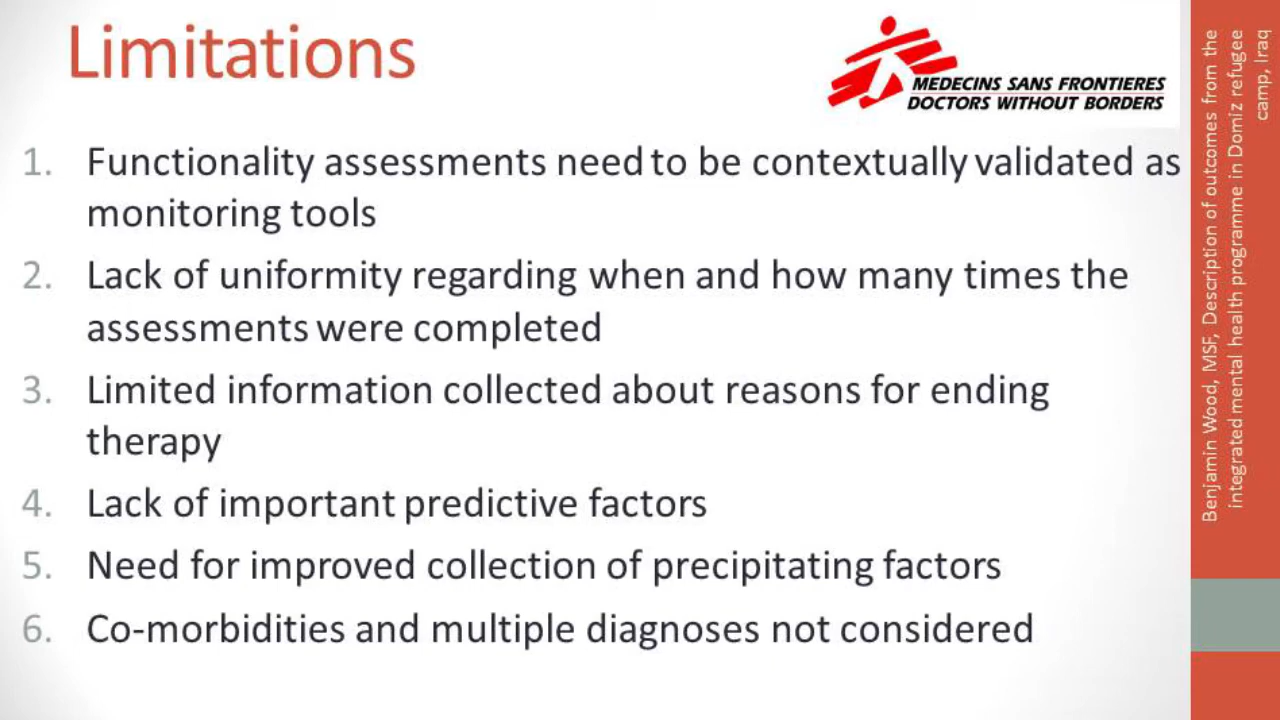 Limitations
MEDECINS SANS FRONTIERES
DOCTORS WITHOUT BORDERS
1. Functionality assessments need to be contextually validated as
monitoring tools
2. Lack of uniformity regarding when and how many times the
assessments were completed
3. Limited information collected about reasons for ending
therapy
4. Lack of important predictive factors
5. Need for improved collection of precipitating factors
6. Co-morbidities and multiple diagnoses not considered
Benjamin Wood, MSF, Description of outcomes from the
integrated mental health programme in Domiz refugee
camp, Iraq